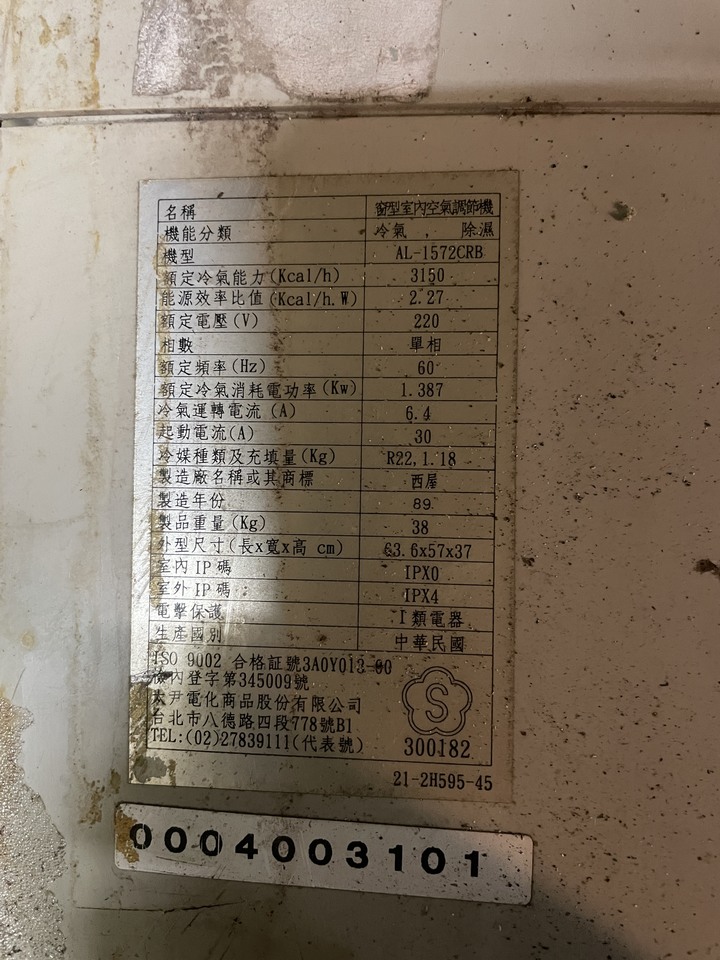 名稱 窗型室內空氣調節機
機能分類 冷氣 , 除濕
機型 AL-1572CRB
額定冷氣能力(Kcal/h) 3150
能源效率比值(Kcal/h.W) 2.27
額定電壓(V) 220
相數 單相
額定頻率(Hz) 60
額定冷氣消耗電功率(Kw) 1.387
冷氣運轉電流(A) 6.4
起動電流(A) 30
冷媒種類及充填量(Kg) R22,1.18
製造廠名稱或其商標 西屋
製造年份 89.
製品重量(Kg) 38
外型尺寸(長x寬x高 cm) 63.6x57x37
室內IP碼 IPX0
室外IP碼 IPX4
電擊保護 I類電器
生產國別 中華民國
ISO 9002 合格証號3A0Y013-00
內登字第345009號
尹電化商品股份有限公司
台北市八德路四段778號B1
TEL:(02)27839111(代表號)
S
300182
21-2H595-45
0004003101